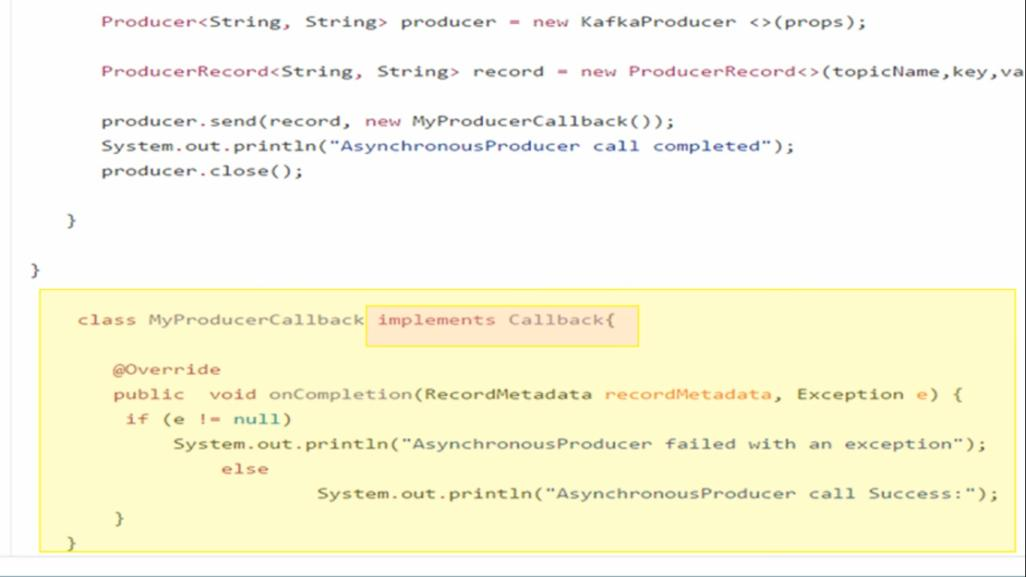 Producer<String, String> producer = new KafkaProducer <>(props);
ProducerRecord<String, String> record = new ProducerRecord<>(topicName,key,va
producer.send(record, new MyProducerCallback());
System.out.println("AsynchronousProducer call completed");
producer.close();
}
}
class MyProducerCallback implements Callback{
@Override
public void onCompletion(RecordMetadata recordMetadata, Exception e) {
if (e != null)
System.out.println("AsynchronousProducer failed with an exception");
else
System.out.println("AsynchronousProducer call Success:");
}
}